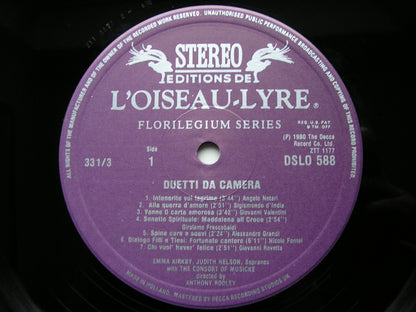 ALL RIGHTS OF THE MANUFACTURER AND OF THE OWNER OF THE RECORDED WORK RESERVED. UNAUTHORISED PUBLIC PERFORMANCE, BROADCASTING AND COPYING OF THIS RECORD PROHIBITED
STEREO
EDITIONS DE
L'OISEAU-LYRE ®
FLORILEGIUM SERIES
REG. U.S. PAT
& TM. OFF.
Ⓟ 1980 The Decca
Record Co. Ltd.
ZTT 1177
33 1/3
Side
1
DSLO 588
DUETTI DA CAMERA
1. Intenerite voi lagrime (3'44") Angelo Notari
2. Alla guerra d'amore (2'51") Sigismondo d'India
3. Vanne O carta amorosa (2'42") Giovanni Valentini
4. Sonetto Spirituale: Maddalena all Croce
Girolamo Frescobaldi
5. Spine care e soavi (2'24") Alessandro Grandi
6. Dialogo Filli e Tirsi: Fortunato cantore (6'11") Nicolo Fontei
7. Chi vuol haver' felice (2'51") Giovanni Rovetta
EMMA KIRKBY, JUDITH NELSON, Sopranos
with THE CONSORT OF MUSICKE
directed by
ANTHONY ROOLEY
MADE IN HOLLAND. MASTERED BY DECCA RECORDING STUDIOS UK